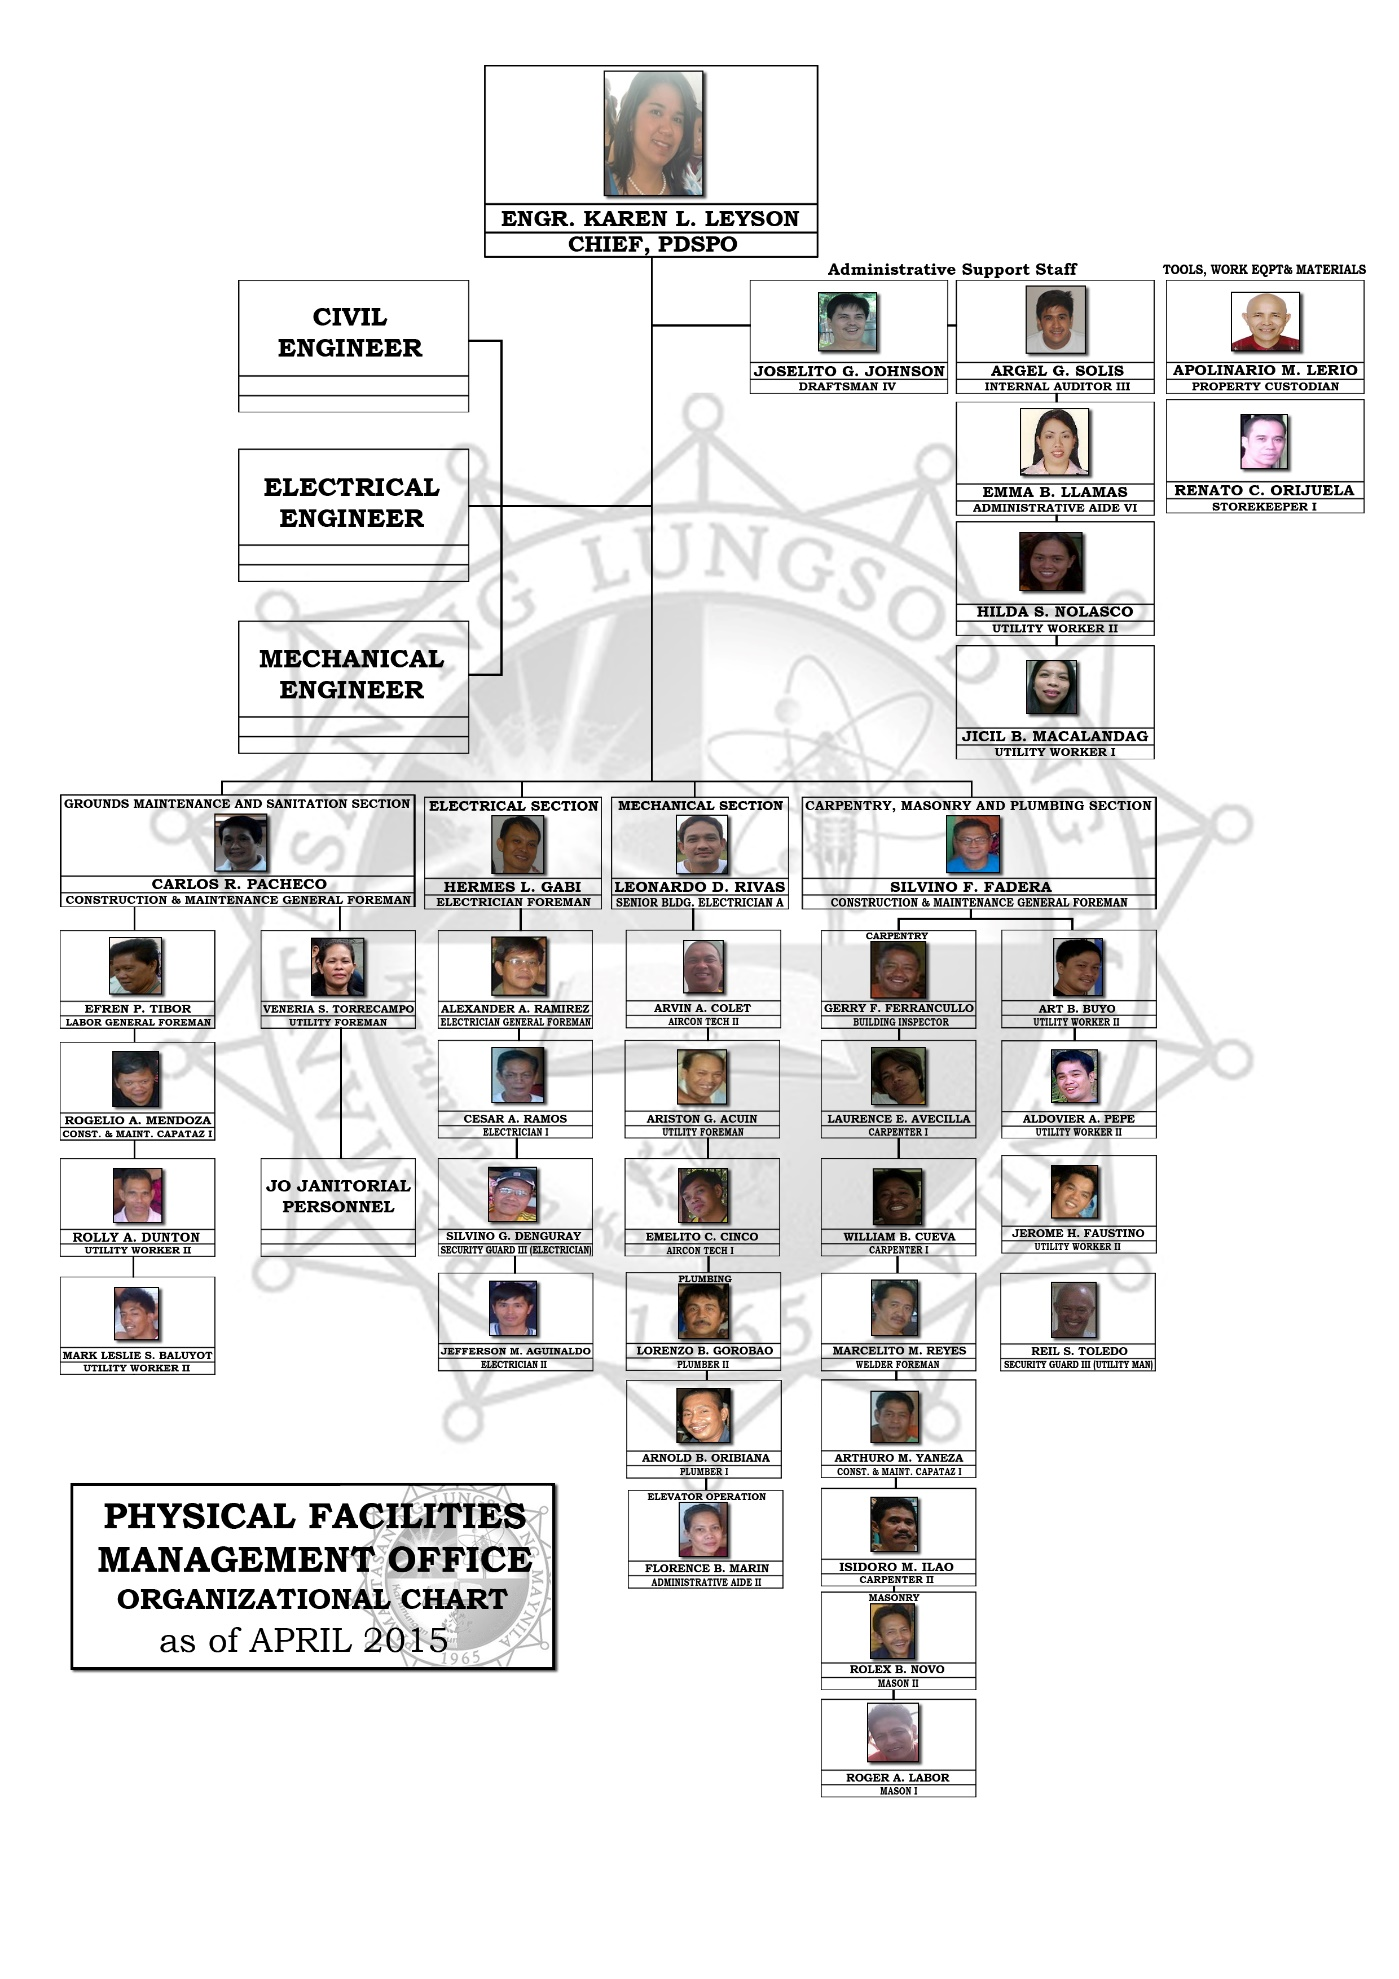 ENGR. KAREN L. LEYSON
CHIEF, PDSPO
Administrative Support Staff
TOOLS, WORK EQPT& MATERIALS
CIVIL
ENGINEER
ELECTRICAL
ENGINEER
MECHANICAL
ENGINEER
JOSELITO G. JOHNSON
DRAFTSMAN IV
ARGEL G. SOLIS
INTERNAL AUDITOR III
APOLINARIO M. LERIO
PROPERTY CUSTODIAN
EMMA B. LLAMAS
ADMINISTRATIVE AIDE VI
RENATO C. ORIJUELA
STOREKEEPER I
HILDA S. NOLASCO
UTILITY WORKER II
JICIL B. MACALANDAG
UTILITY WORKER I
GROUNDS MAINTENANCE AND SANITATION SECTION
CARLOS R. PACHECO
CONSTRUCTION & MAINTENANCE GENERAL FOREMAN
ELECTRICAL SECTION
HERMES L. GABI
ELECTRICIAN FOREMAN
MECHANICAL SECTION
LEONARDO D. RIVAS
SENIOR BLDG. ELECTRICIAN A
CARPENTRY, MASONRY AND PLUMBING SECTION
SILVINO F. FADERA
CONSTRUCTION & MAINTENANCE GENERAL FOREMAN
EFREN P. TIBOR
LABOR GENERAL FOREMAN
ROGELIO A. MENDOZA
CONST. & MAINT. CAPATAZ I
ROLLY A. DUNTON
UTILITY WORKER II
MARK LESLIE S. BALUYOT
UTILITY WORKER II
VENERIA S. TORRECAMPO
UTILITY FOREMAN
JO JANITORIAL
PERSONNEL
ALEXANDER A. RAMIREZ
ELECTRICIAN GENERAL FOREMAN
CESAR A. RAMOS
ELECTRICIAN I
SILVINO G. DENGURAY
SECURITY GUARD III (ELECTRICIAN)
JEFFERSON M. AGUINALDO
ELECTRICIAN II
ARVIN A. COLET
AIRCON TECH II
ARISTON G. ACUIN
UTILITY FOREMAN
EMELITO C. CINCO
AIRCON TECH I
PLUMBING
LORENZO B. GOROBAO
PLUMBER II
ARNOLD B. ORIBIANA
PLUMBER I
ELEVATOR OPERATION
FLORENCE B. MARIN
ADMINISTRATIVE AIDE II
CARPENTRY
GERRY F. FERRANCULLO
BUILDING INSPECTOR
LAURENCE E. AVECILLA
CARPENTER I
WILLIAM B. CUEVA
CARPENTER I
MARCELITO M. REYES
WELDER FOREMAN
ARTHURO M. YANEZA
CONST. & MAINT. CAPATAZ I
ISIDORO M. ILAO
CARPENTER II
MASONRY
ROLEX B. NOVO
MASON II
ROGER A. LABOR
MASON I
ART B. BUYO
UTILITY WORKER II
ALDOVIER A. PEPE
UTILITY WORKER II
JEROME H. FAUSTINO
UTILITY WORKER II
REIL S. TOLEDO
SECURITY GUARD III (UTILITY MAN)
PHYSICAL FACILITIES
MANAGEMENT OFFICE
ORGANIZATIONAL CHART
as of APRIL 2015
PAMANTASAN NG LUNGSOD NG MAYNILA
1965